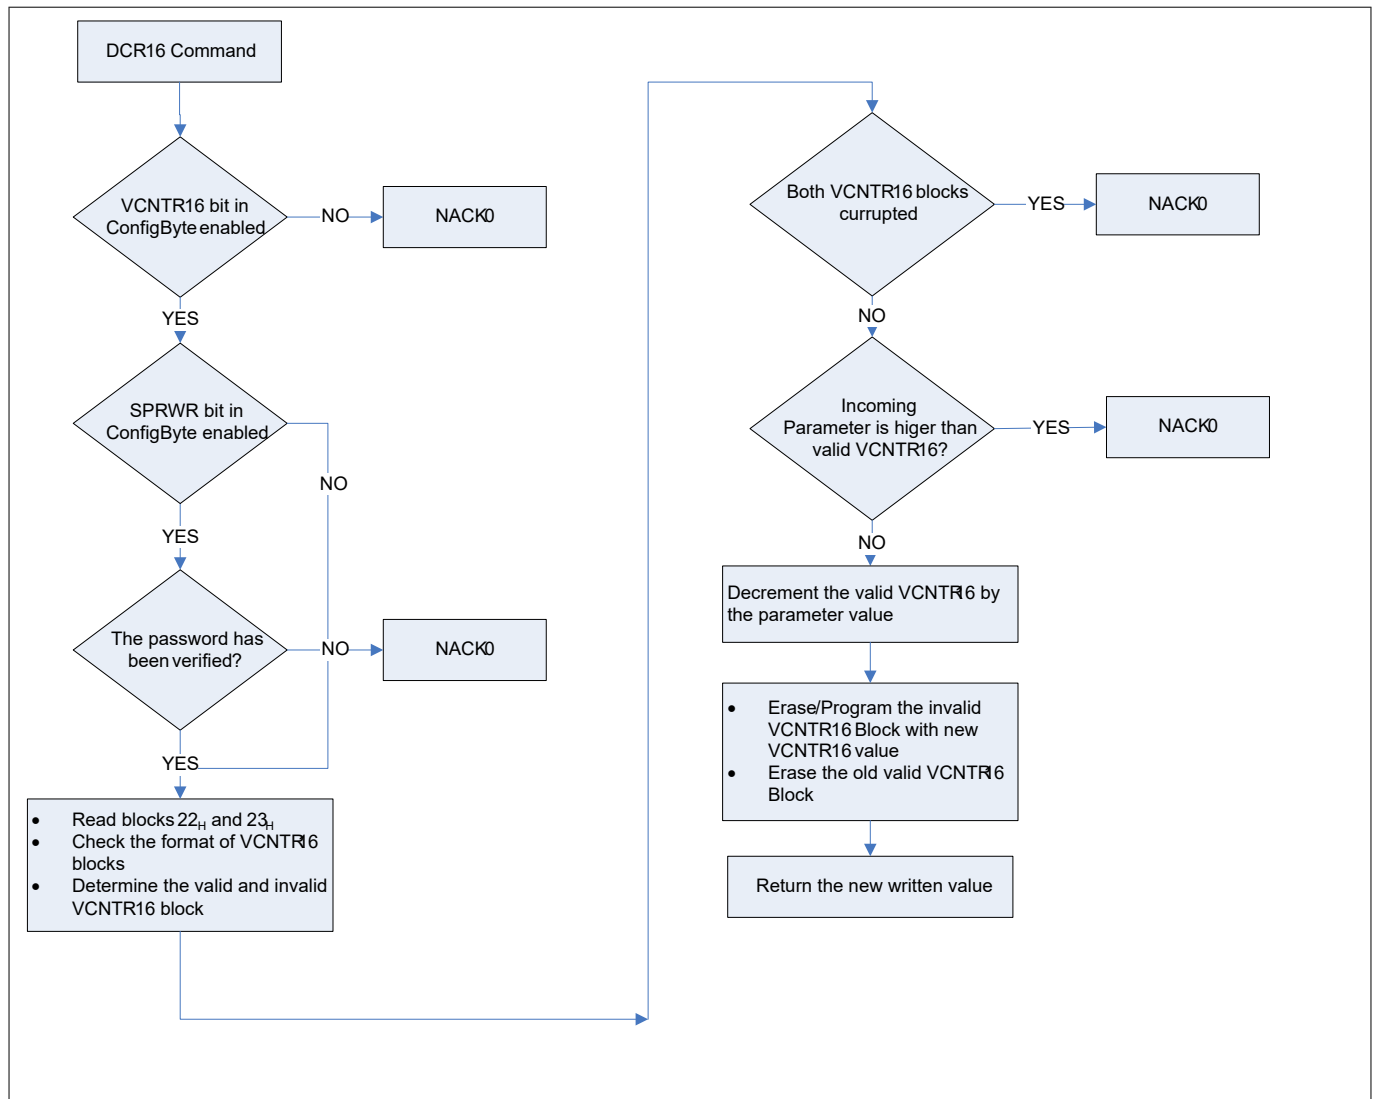 DCR16 Command
VCNTR16 bit in
ConfigByte enabled
NO
NACK0
YES
SPRWR bit in
ConfigByte enabled
NO
YES
The password has
been verified?
NO
NACK0
YES
• Read blocks 22H and 23H
• Check the format of VCNTR16
blocks
• Determine the valid and invalid
VCNTR16 block
Both VCNTR16 blocks
currupted
YES
NACK0
NO
Incoming
Parameter is higer than
valid VCNTR16?
YES
NACK0
NO
Decrement the valid VCNTR16 by
the parameter value
• Erase/Program the invalid
VCNTR16 Block with new
VCNTR16 value
• Erase the old valid VCNTR16
Block
Return the new written value